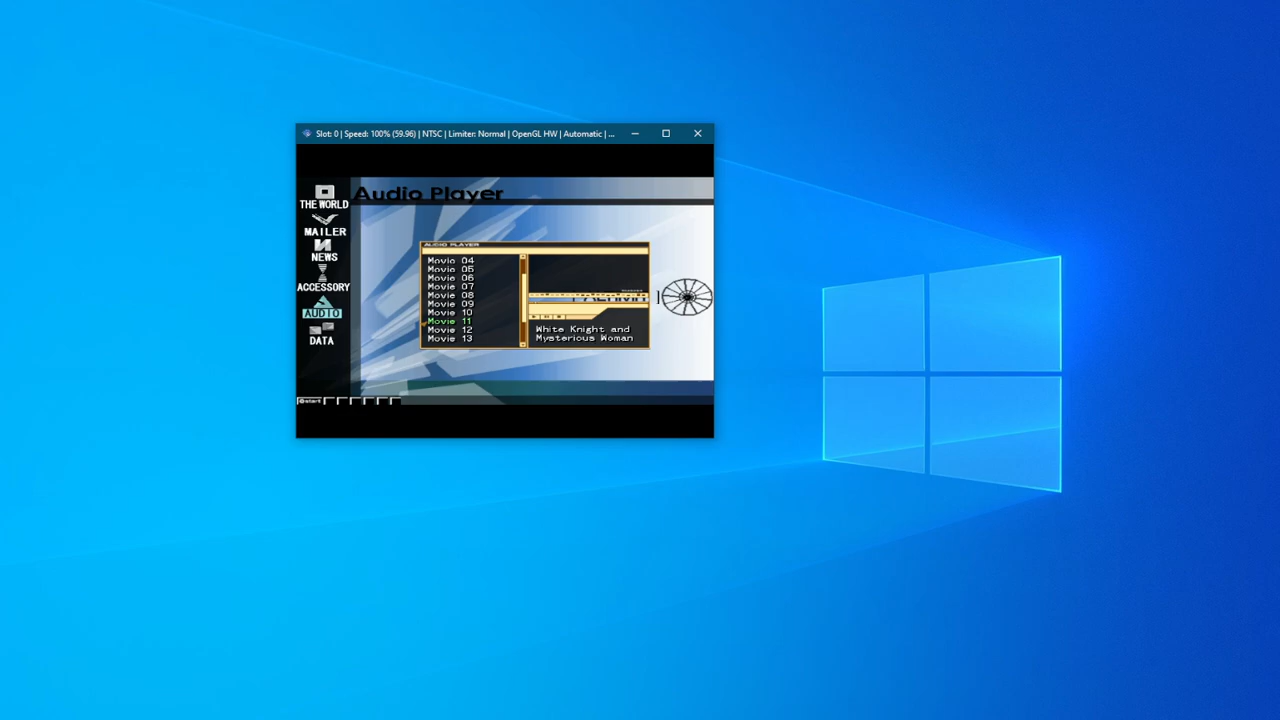 Slot: 0 | Speed: 100% (59.96) | NTSC | Limiter: Normal | OpenGL HW | Automatic | ...
Audio Player
THE WORLD
MAILER
NEWS
ACCESSORY
AUDIO
DATA
AUDIO PLAYER
Movie 04
Movie 05
Movie 06
Movie 07
Movie 08
Movie 09
Movie 10
Movie 11
Movie 12
Movie 13
White Knight and
Mysterious Woman
@start